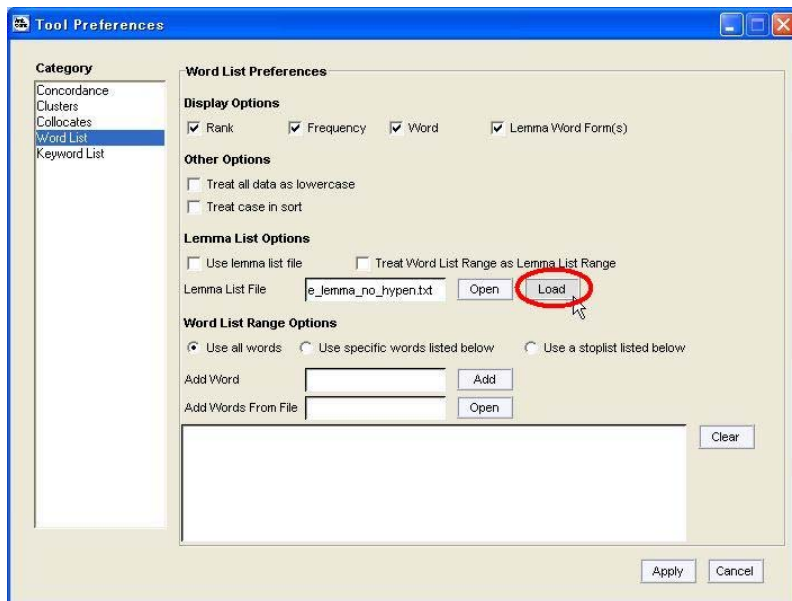 Tool Preferences
Category
Concordance
Clusters
Collocates
Word List
Keyword List
Word List Preferences
Display Options
Rank Frequency Word Lemma Word Form(s)
Other Options
Treat all data as lowercase
Treat case in sort
Lemma List Options
Use lemma list file Treat Word List Range as Lemma List Range
Lemma List File e_lemma_no_hypen.txt Open Load
Word List Range Options
Use all words Use specific words listed below Use a stoplist listed below
Add Word Add
Add Words From File Open
Clear
Apply Cancel